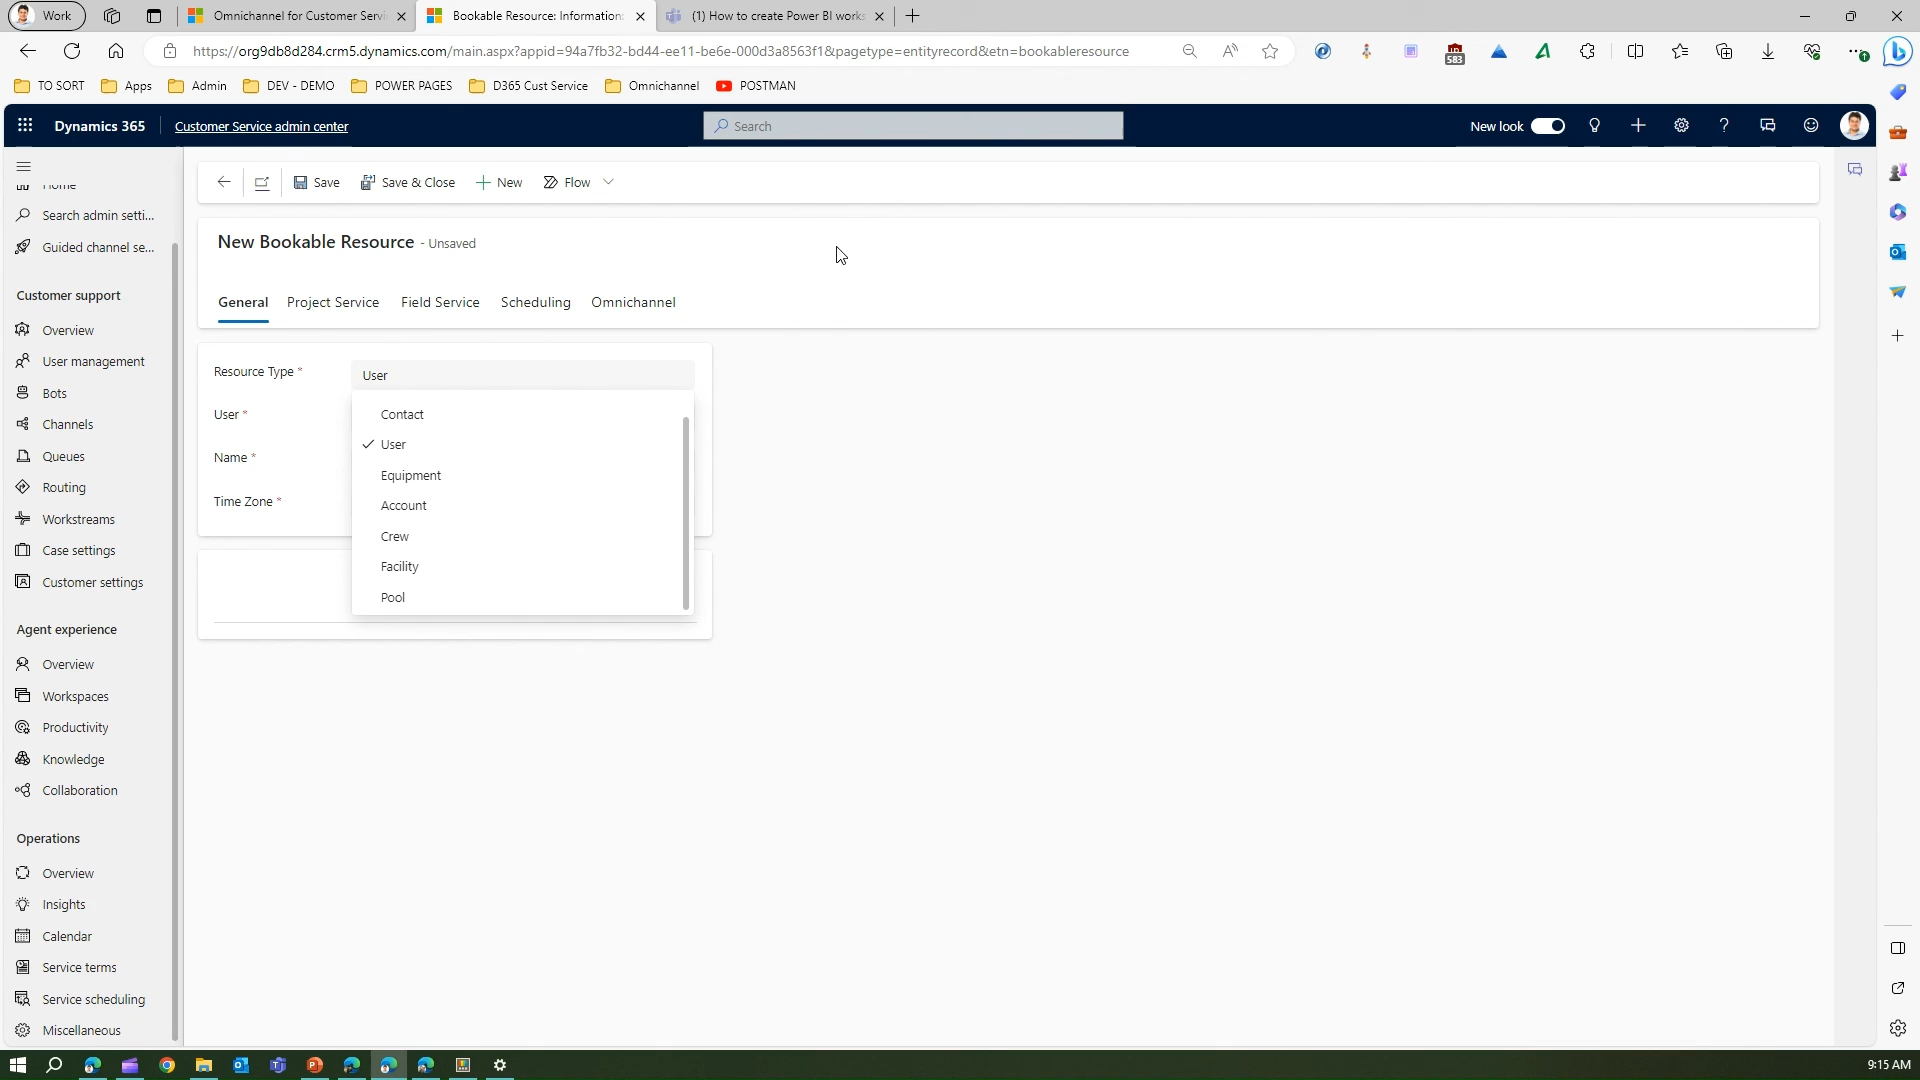 Work
Omnichannel for Customer Servi
Bookable Resource: Information:
(1) How to create Power BI works
https://org9db8d284.crm5.dynamics.com/main.aspx?appid=94a7fb32-bd44-ee11-be6e-000d3a8563f1&pagetype=entityrecord&etn=bookableresource
583
TO SORT
Apps
Admin
DEV - DEMO
POWER PAGES
D365 Cust Service
Omnichannel
POSTMAN
Dynamics 365
Customer Service admin center
Search
New look
Save
Save & Close
New
Flow
Home
Search admin setti...
Guided channel se...
Customer support
Overview
User management
Bots
Channels
Queues
Routing
Workstreams
Case settings
Customer settings
Agent experience
Overview
Workspaces
Productivity
Knowledge
Collaboration
Operations
Overview
Insights
Calendar
Service terms
Service scheduling
Miscellaneous
New Bookable Resource - Unsaved
General
Project Service
Field Service
Scheduling
Omnichannel
Resource Type *
User
User *
Name *
Time Zone *
Contact
User
Equipment
Account
Crew
Facility
Pool
9:15 AM